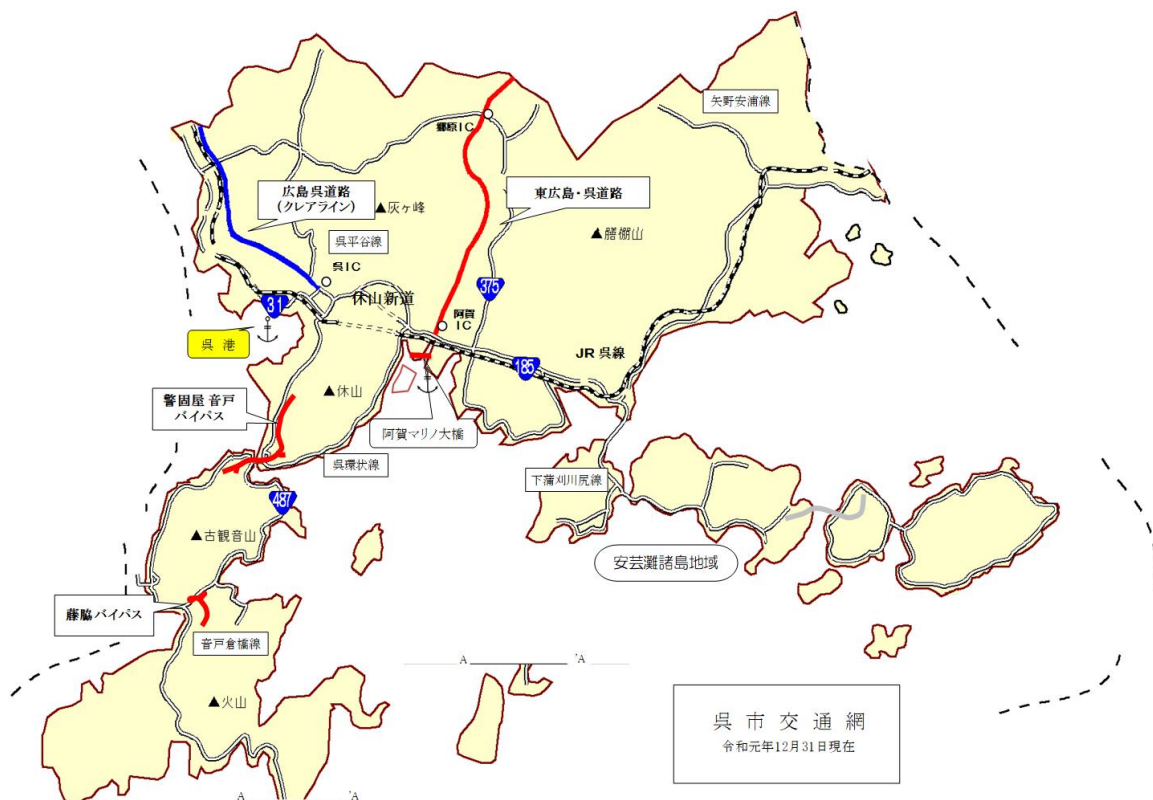 矢野安浦線
郷原IC
広島呉道路
(クレアライン)
▲灰ヶ峰
東広島・呉道路
▲膳棚山
呉平谷線
呉IC
375
休山新道
31
阿賀
IC
呉 港
JR 呉線
185
▲休山
警固屋 音戸
バイパス
阿賀マリノ大橋
呉環状線
下蒲刈川尻線
487
▲古観音山
安芸灘諸島地域
藤脇バイパス
音戸倉橋線
A
'A
▲火山
呉 市 交 通 網
令和元年12月31日現在
A
'A